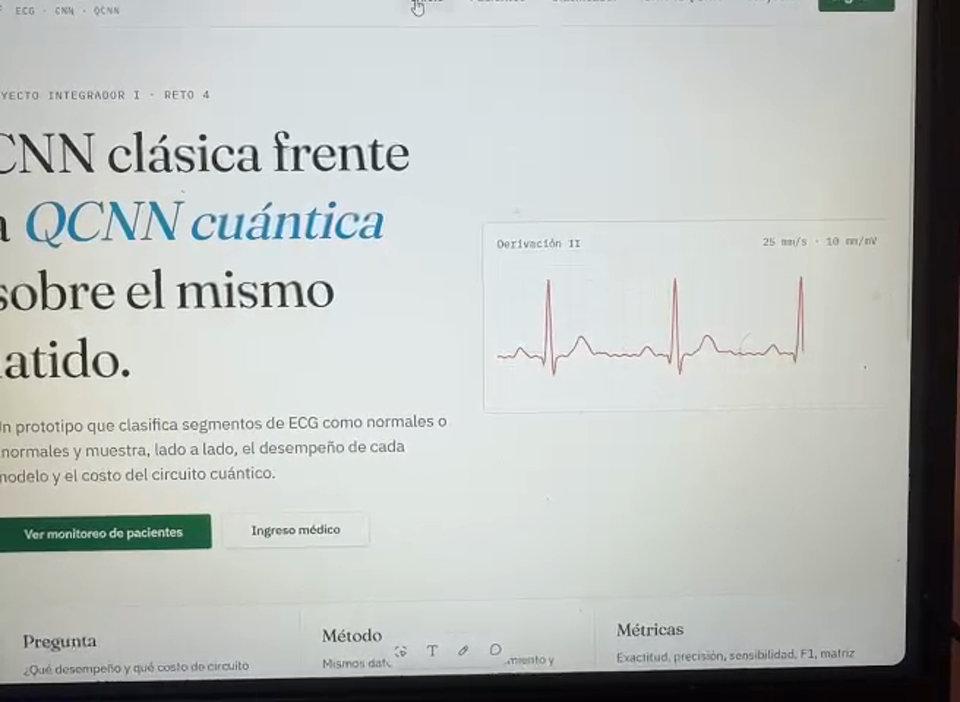 ECG · CNN · QCNN
YECTO INTEGRADOR I · RETO 4
CNN clásica frente
a QCNN cuántica
sobre el mismo
latido.
Derivación II
25 mm/s · 10 mm/mV
Un prototipo que clasifica segmentos de ECG como normales o
normales y muestra, lado a lado, el desempeño de cada
modelo y el costo del circuito cuántico.
Ver monitoreo de pacientes
Ingreso médico
Pregunta
¿Qué desempeño y qué costo de circuito
Método
Mismos miento y
Métricas
Exactitud, precisión, sensibilidad, F1, matriz